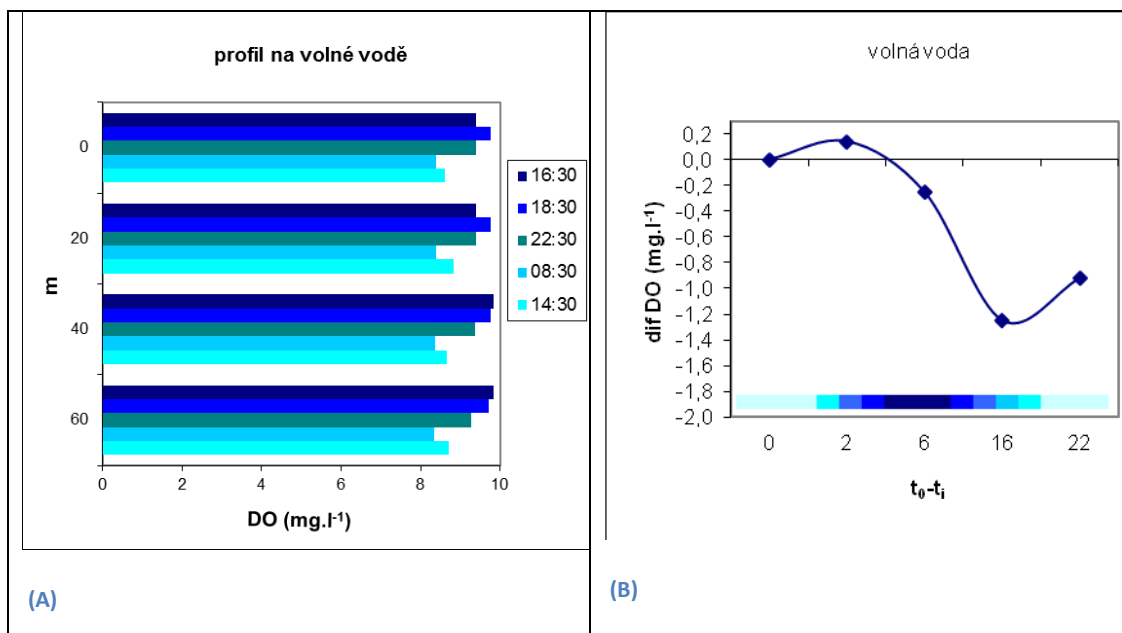 profil na volné vodě
m
0
20
40
60
0 2 4 6 8 10
DO (mg.l-1)
16:30
18:30
22:30
08:30
14:30
(A)
volná voda
dif DO (mg.l-1)
0,2
0,0
-0,2
-0,4
-0,6
-0,8
-1,0
-1,2
-1,4
-1,6
-1,8
-2,0
0 2 6 16 22
t0-ti
(B)